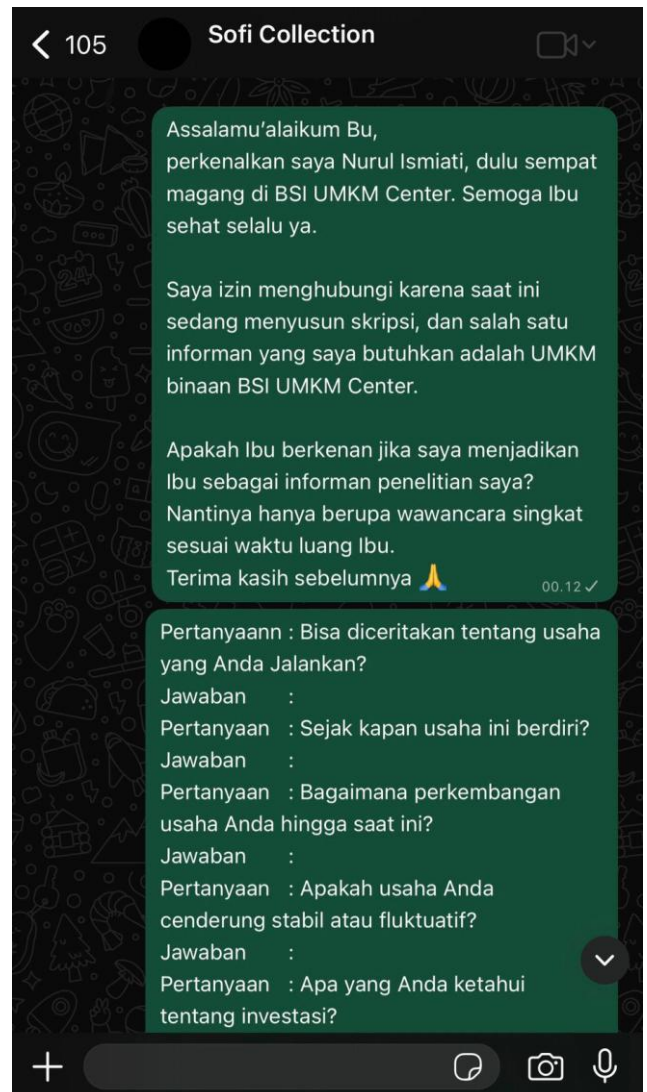 105
Sofi Collection
Assalamu’alaikum Bu,
perkenalkan saya Nurul Ismiati, dulu sempat
magang di BSI UMKM Center. Semoga Ibu
sehat selalu ya.
Saya izin menghubungi karena saat ini
sedang menyusun skripsi, dan salah satu
informan yang saya butuhkan adalah UMKM
binaan BSI UMKM Center.
Apakah Ibu berkenan jika saya menjadikan
Ibu sebagai informan penelitian saya?
Nantinya hanya berupa wawancara singkat
sesuai waktu luang Ibu.
Terima kasih sebelumnya 🙏
00.12
Pertanyaann : Bisa diceritakan tentang usaha
yang Anda Jalankan?
Jawaban :
Pertanyaan : Sejak kapan usaha ini berdiri?
Jawaban :
Pertanyaan : Bagaimana perkembangan
usaha Anda hingga saat ini?
Jawaban :
Pertanyaan : Apakah usaha Anda
cenderung stabil atau fluktuatif?
Jawaban :
Pertanyaan : Apa yang Anda ketahui
tentang investasi?